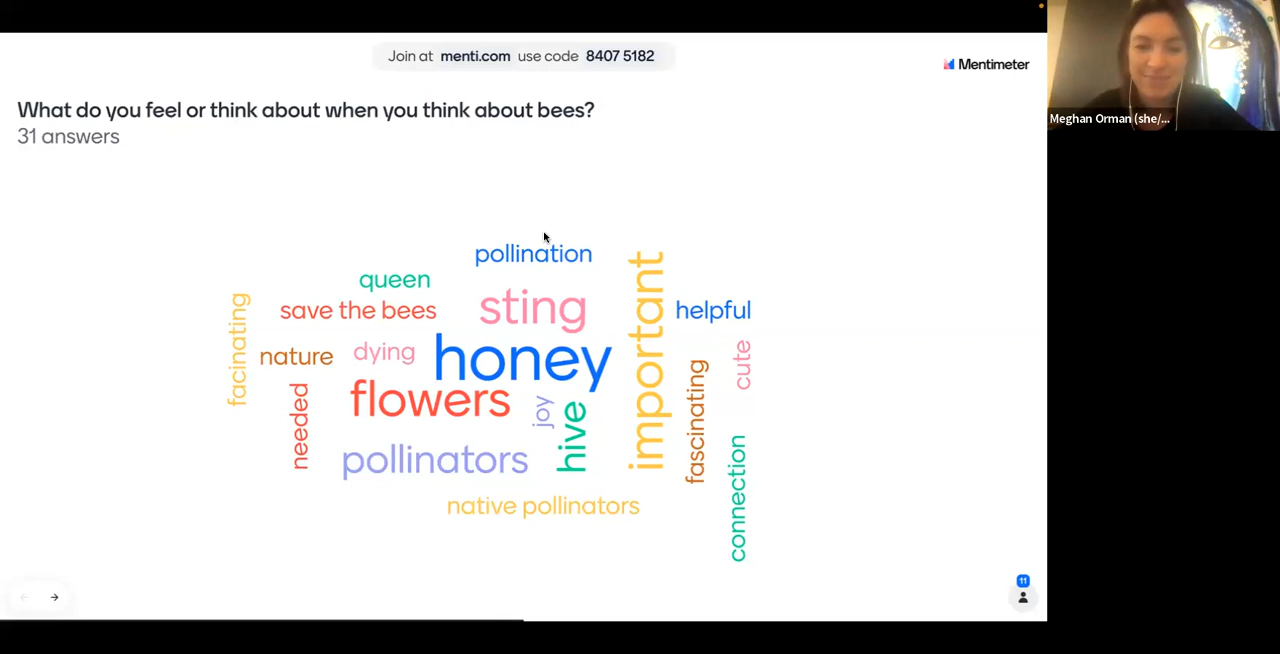 Join at menti.com use code 8407 5182
Mentimeter
What do you feel or think about when you think about bees?
31 answers
pollination
queen
save the bees
sting
important
helpful
facinating
nature
dying
honey
cute
needed
flowers
joy
hive
fascinating
pollinators
connection
native pollinators
11
Meghan Orman (she/...